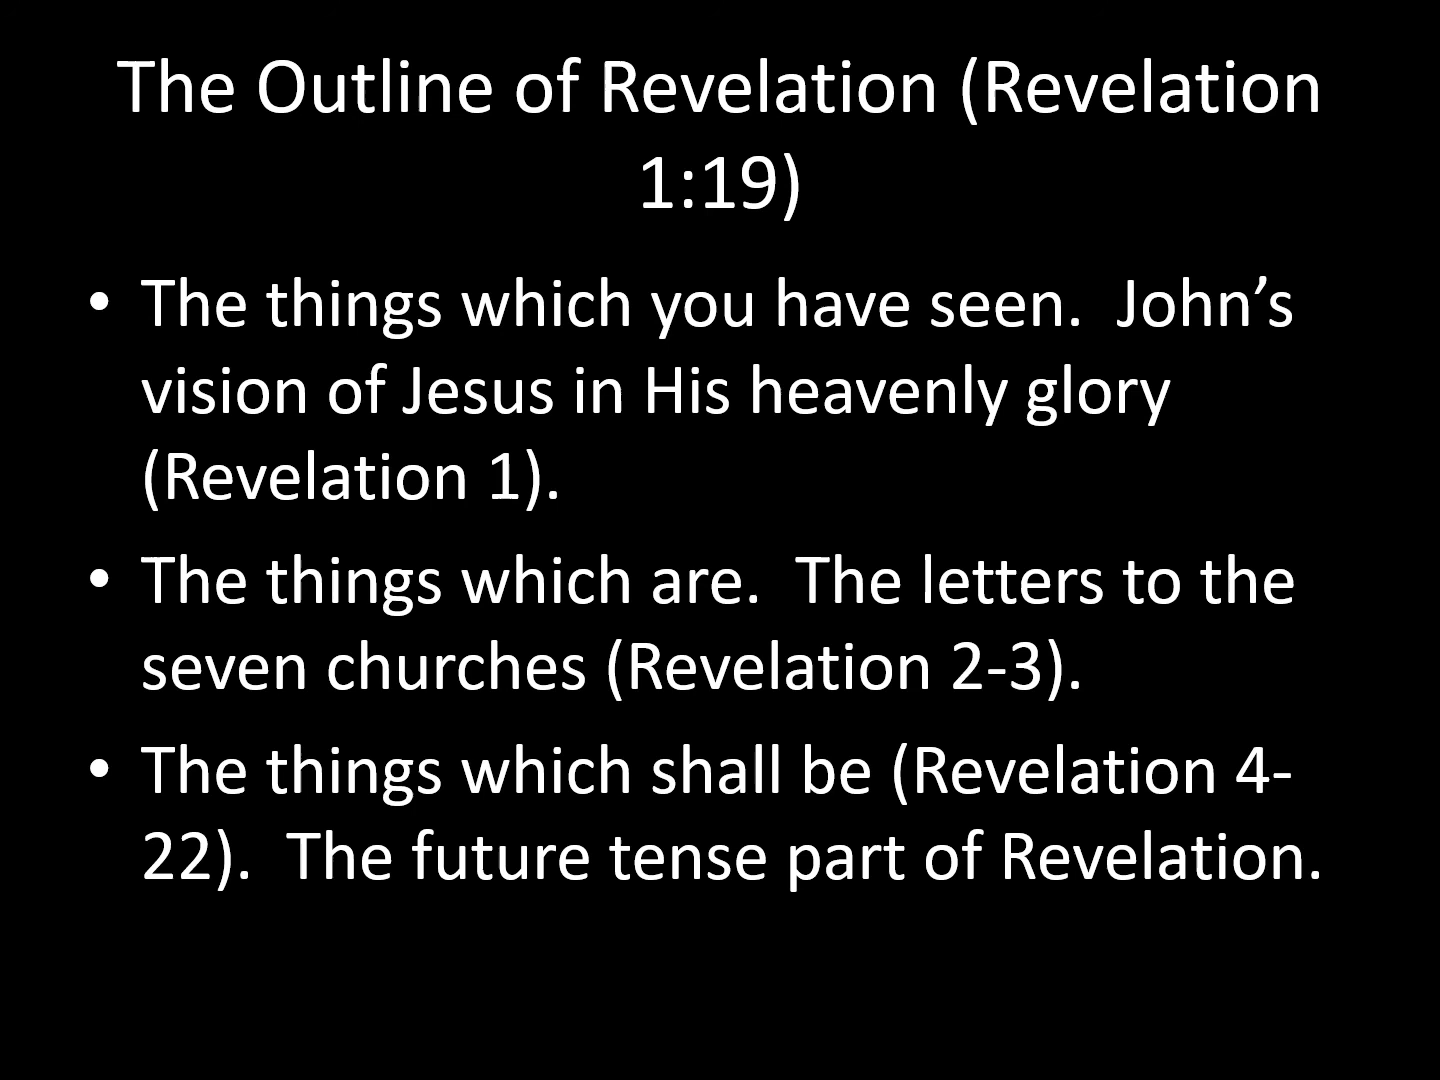 The Outline of Revelation (Revelation
1:19)
• The things which you have seen.  John’s
vision of Jesus in His heavenly glory
(Revelation 1).
• The things which are.  The letters to the
seven churches (Revelation 2-3).
• The things which shall be (Revelation 4-
22).  The future tense part of Revelation.